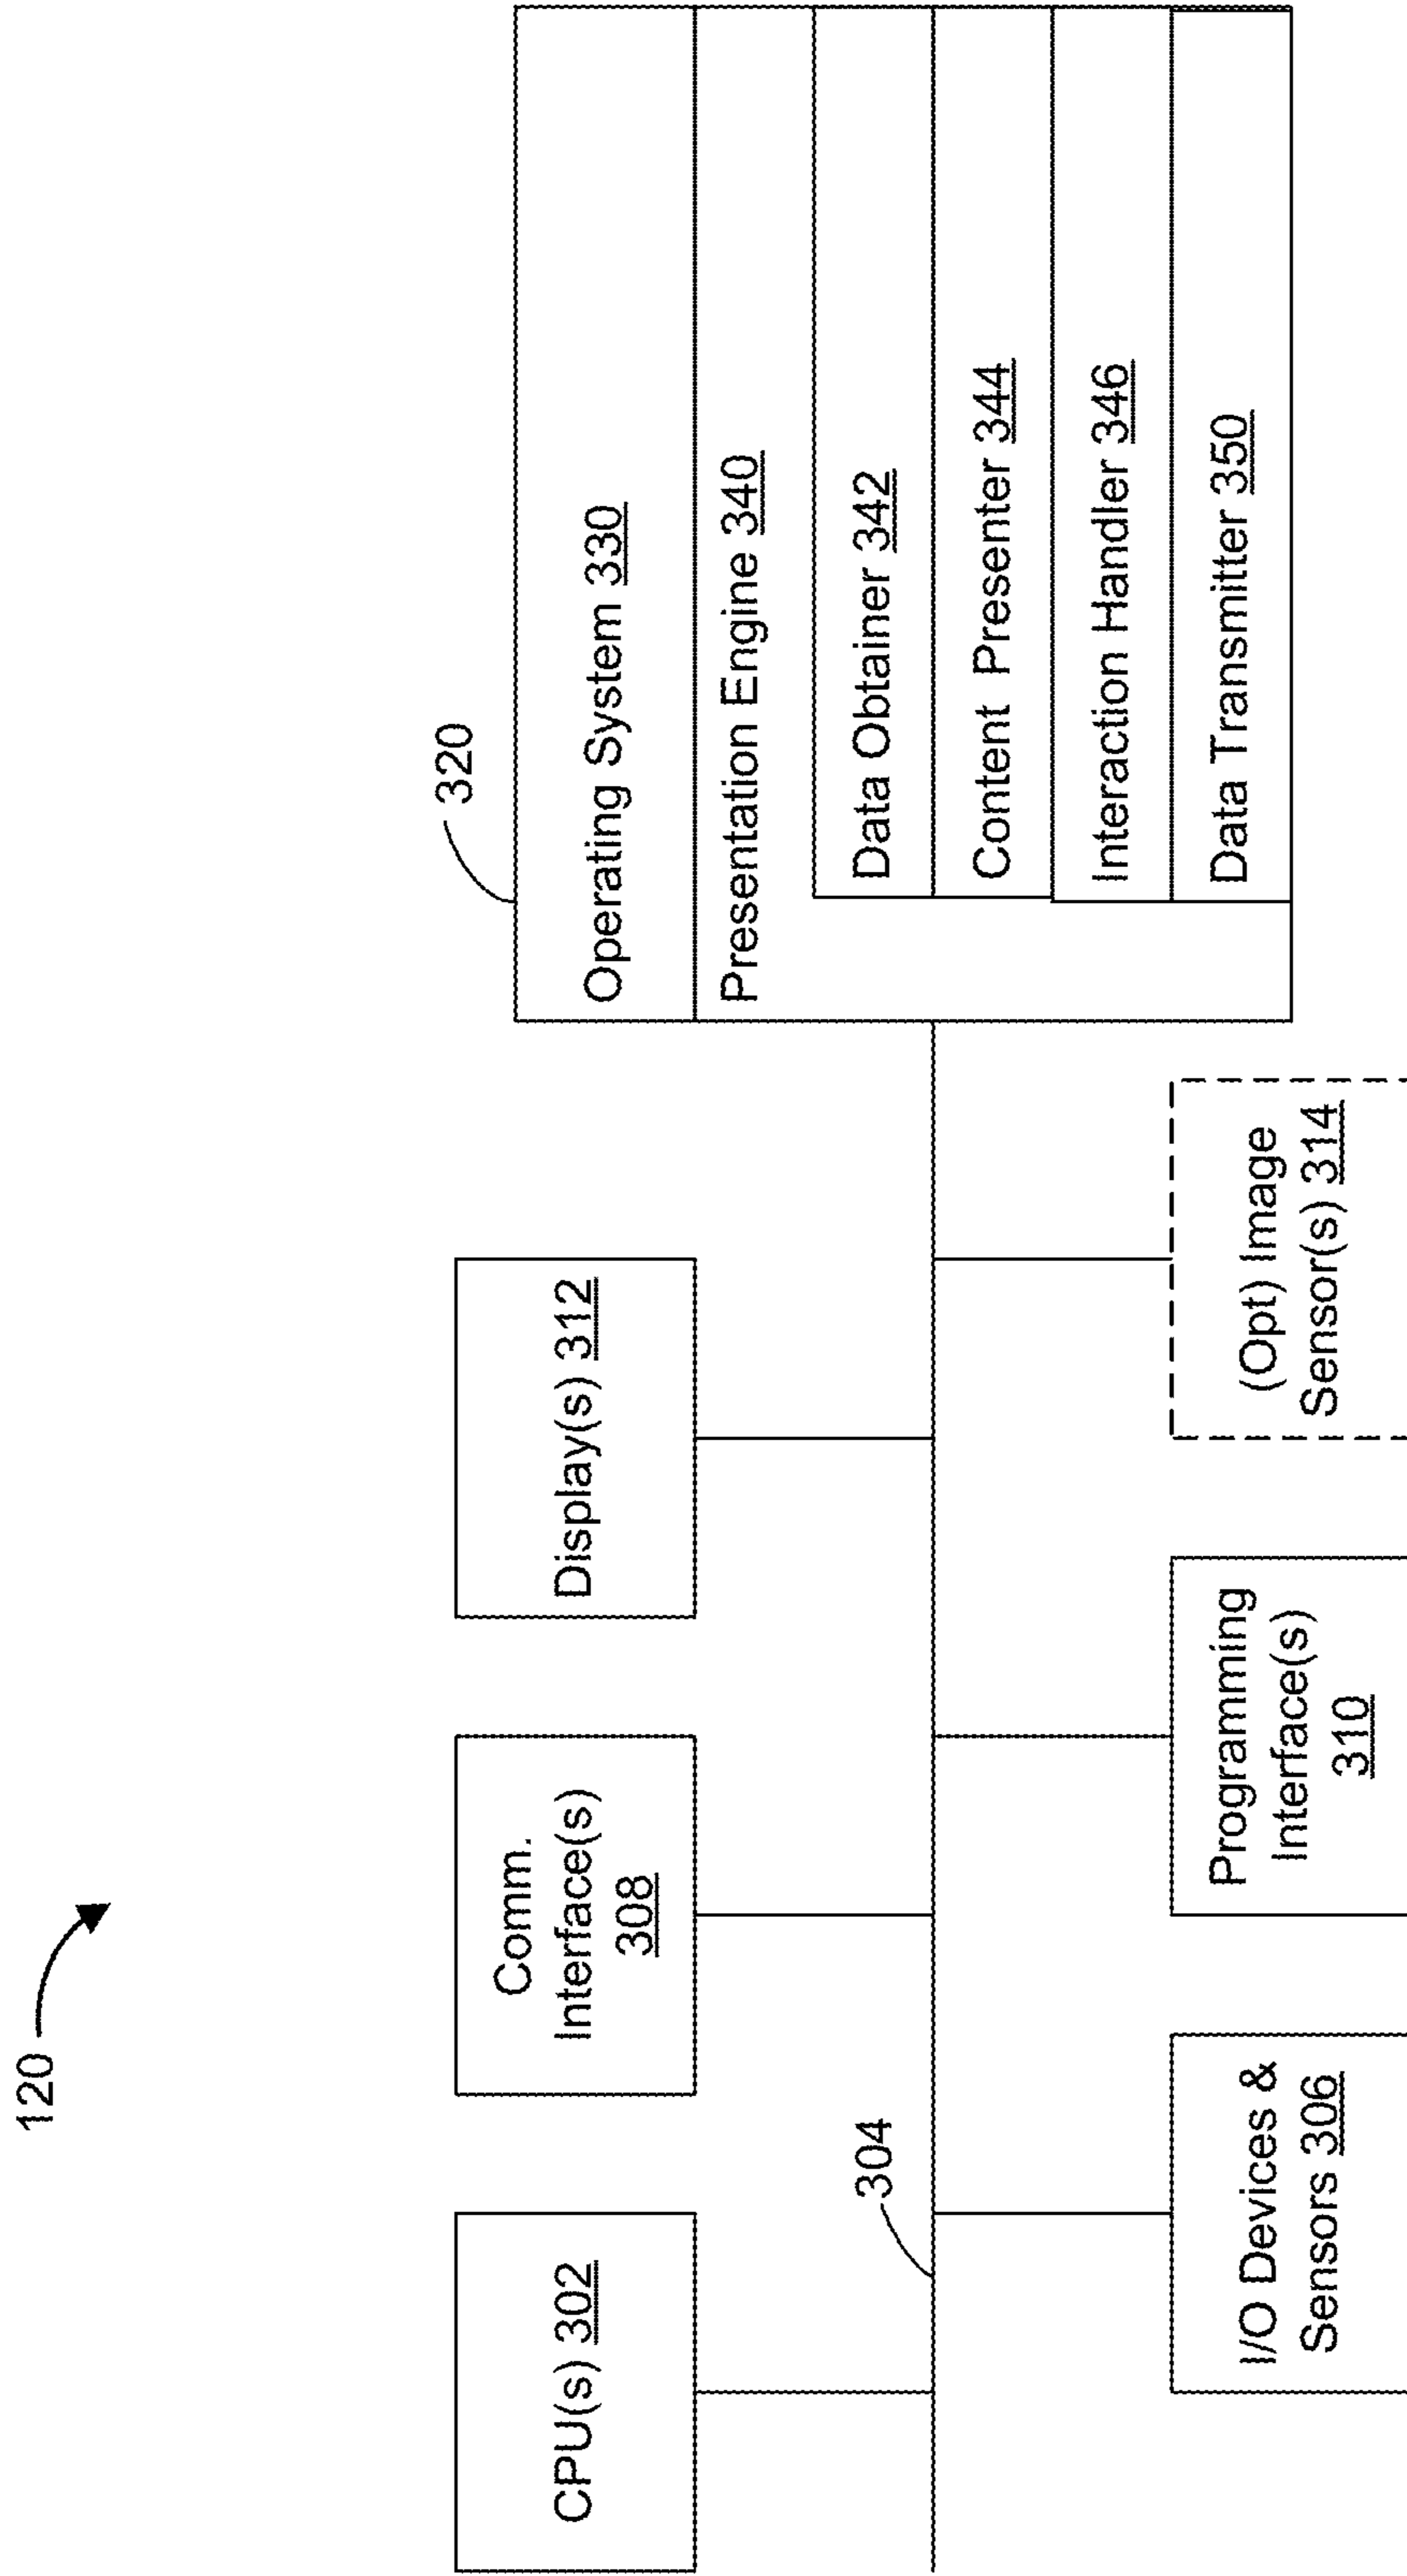 120
CPU(s) 302
Comm.
Interface(s)
308
Display(s) 312
320
Operating System 330
Presentation Engine 340
Data Obtainer 342
Content Presenter 344
Interaction Handler 346
Data Transmitter 350
304
I/O Devices &
Sensors 306
Programming
Interface(s)
310
(Opt) Image
Sensor(s) 314